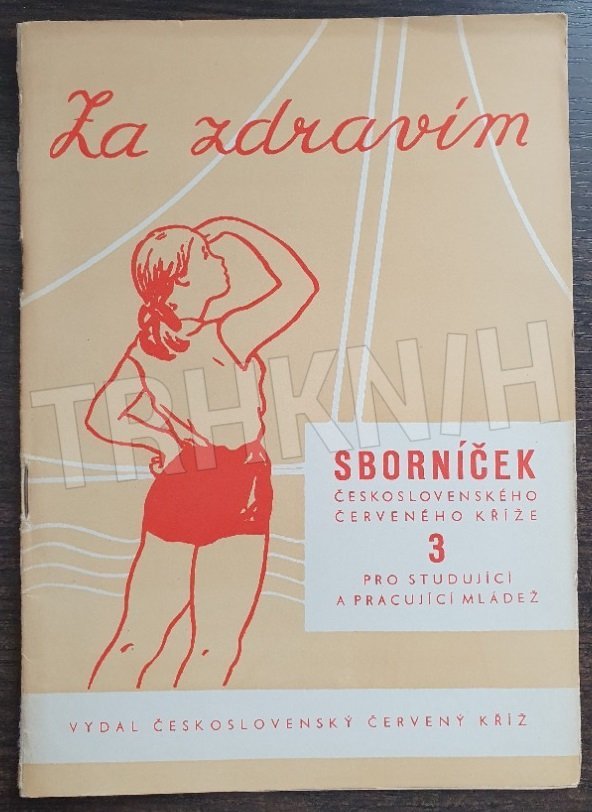 Za zdravím
TRHKNIH
SBORNÍČEK
ČESKOSLOVENSKÉHO
ČERVENÉHO KŘÍŽE
3
PRO STUDUJÍCÍ
A PRACUJÍCÍ MLÁDEŽ
VYDAL ČESKOSLOVENSKÝ ČERVENÝ KŘÍŽ